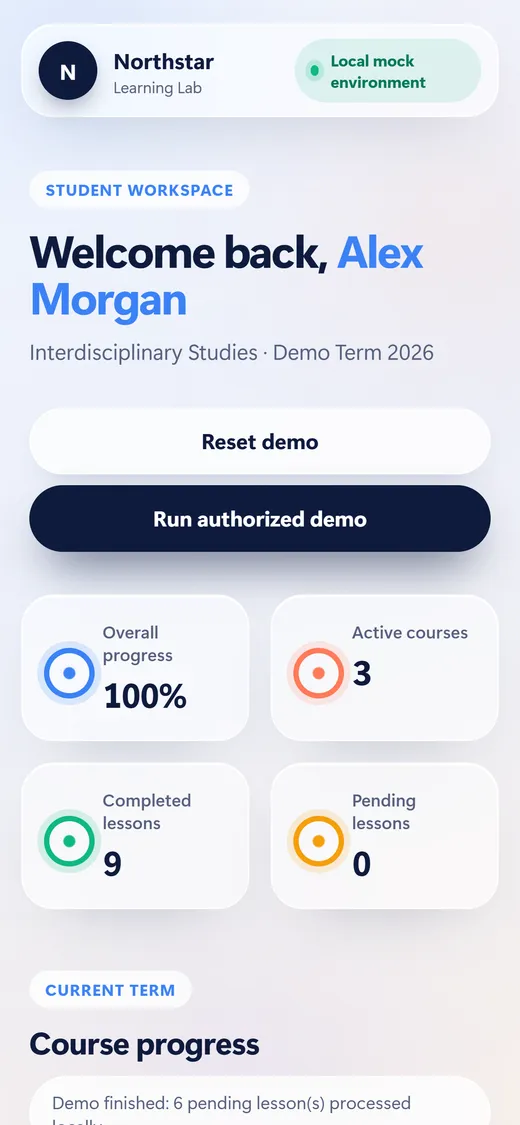 N
Northstar
Learning Lab
Local mock
environment
STUDENT WORKSPACE
Welcome back, Alex
Morgan
Interdisciplinary Studies · Demo Term 2026
Reset demo
Run authorized demo
Overall
progress
100%
Active courses
3
Completed
lessons
9
Pending
lessons
0
CURRENT TERM
Course progress
Demo finished: 6 pending lesson(s) processed
locally.